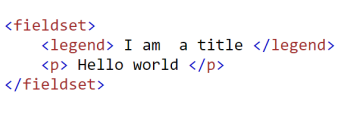 <fieldset>
    <legend> I am  a title </legend>
    <p> Hello world </p>
</fieldset>